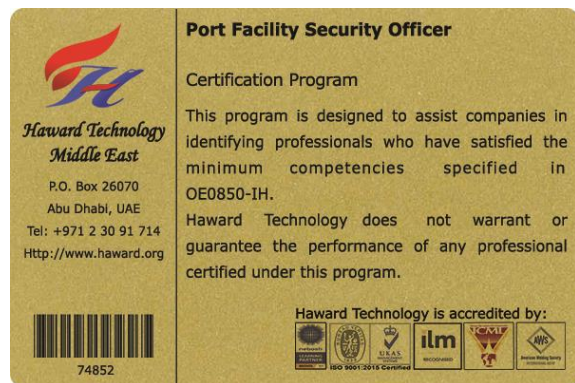 Haward Technology
Middle East
P.O. Box 26070
Abu Dhabi, UAE
Tel: +971 2 30 91 714
Http://www.haward.org
74852
Port Facility Security Officer
Certification Program
This program is designed to assist companies in
identifying professionals who have satisfied the
minimum competencies specified in
OE0850-IH.
Haward Technology does not warrant or
guarantee the performance of any professional
certified under this program.
Haward Technology is accredited by:
UKAS
ilm
RECOGNISED
TCMI
AWS
ISO 9001:2015 Certified